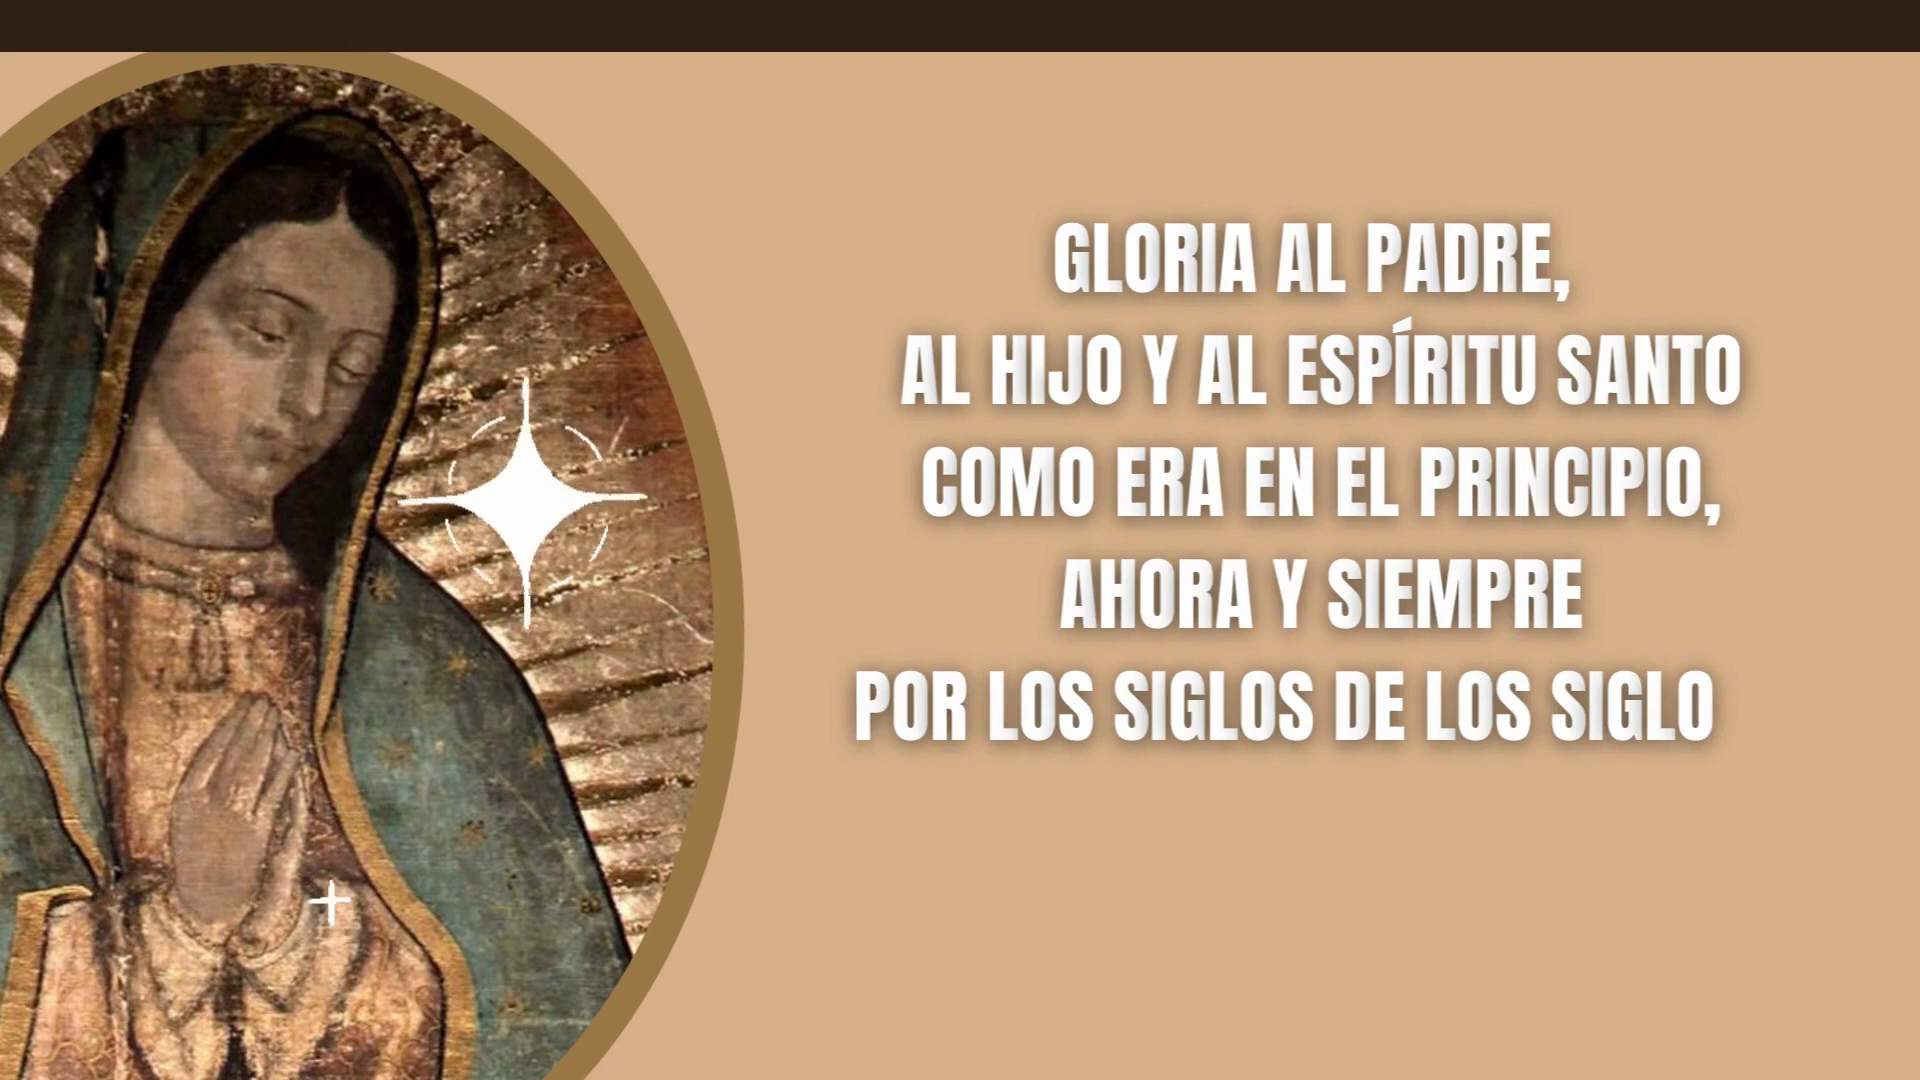 GLORIA AL PADRE,
AL HIJO Y AL ESPÍRITU SANTO
COMO ERA EN EL PRINCIPIO,
AHORA Y SIEMPRE
POR LOS SIGLOS DE LOS SIGLO